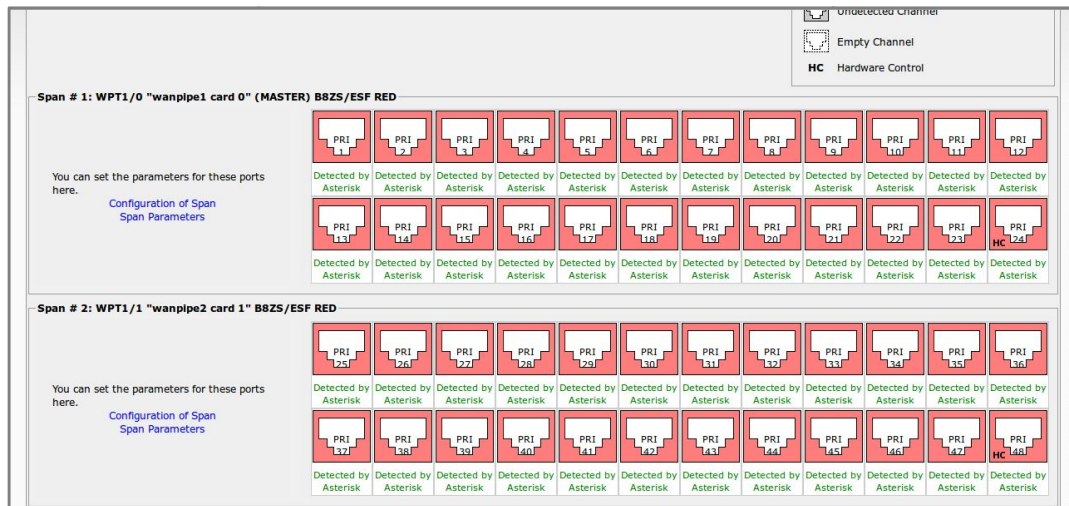 Undetected Channel
Empty Channel
HC Hardware Control
Span # 1: WPT1/0 "wanpipe1 card 0" (MASTER) B8ZS/ESF RED
PRI PRI PRI PRI PRI PRI PRI PRI PRI PRI PRI PRI
1 2 3 4 5 6 7 8 9 10 11 12
You can set the parameters for these ports
here.
Configuration of Span
Span Parameters
Detected by Detected by Detected by Detected by Detected by Detected by Detected by Detected by Detected by Detected by Detected by Detected by
Asterisk Asterisk Asterisk Asterisk Asterisk Asterisk Asterisk Asterisk Asterisk Asterisk Asterisk Asterisk
PRI PRI PRI PRI PRI PRI PRI PRI PRI PRI PRI PRI
13 14 15 16 17 18 19 20 21 22 23 HC 24
Detected by Detected by Detected by Detected by Detected by Detected by Detected by Detected by Detected by Detected by Detected by Detected by
Asterisk Asterisk Asterisk Asterisk Asterisk Asterisk Asterisk Asterisk Asterisk Asterisk Asterisk Asterisk
Span # 2: WPT1/1 "wanpipe2 card 1" B8ZS/ESF RED
PRI PRI PRI PRI PRI PRI PRI PRI PRI PRI PRI PRI
25 26 27 28 29 30 31 32 33 34 35 36
You can set the parameters for these ports
here.
Configuration of Span
Span Parameters
Detected by Detected by Detected by Detected by Detected by Detected by Detected by Detected by Detected by Detected by Detected by Detected by
Asterisk Asterisk Asterisk Asterisk Asterisk Asterisk Asterisk Asterisk Asterisk Asterisk Asterisk Asterisk
PRI PRI PRI PRI PRI PRI PRI PRI PRI PRI PRI PRI
37 38 39 40 41 42 43 44 45 46 47 HC 48
Detected by Detected by Detected by Detected by Detected by Detected by Detected by Detected by Detected by Detected by Detected by Detected by
Asterisk Asterisk Asterisk Asterisk Asterisk Asterisk Asterisk Asterisk Asterisk Asterisk Asterisk Asterisk